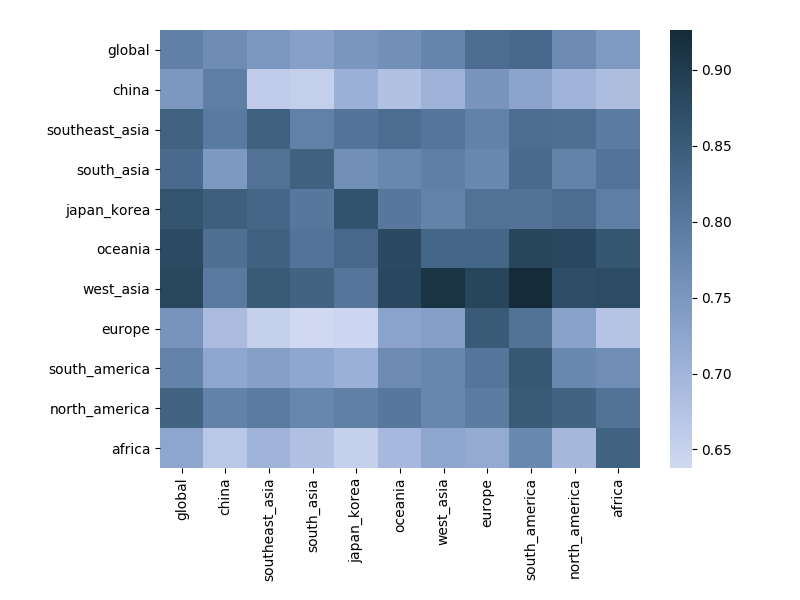 global
china
southeast_asia
south_asia
japan_korea
oceania
west_asia
europe
south_america
north_america
africa
global
china
southeast_asia
south_asia
japan_korea
oceania
west_asia
europe
south_america
north_america
africa
0.90
0.85
0.80
0.75
0.70
0.65